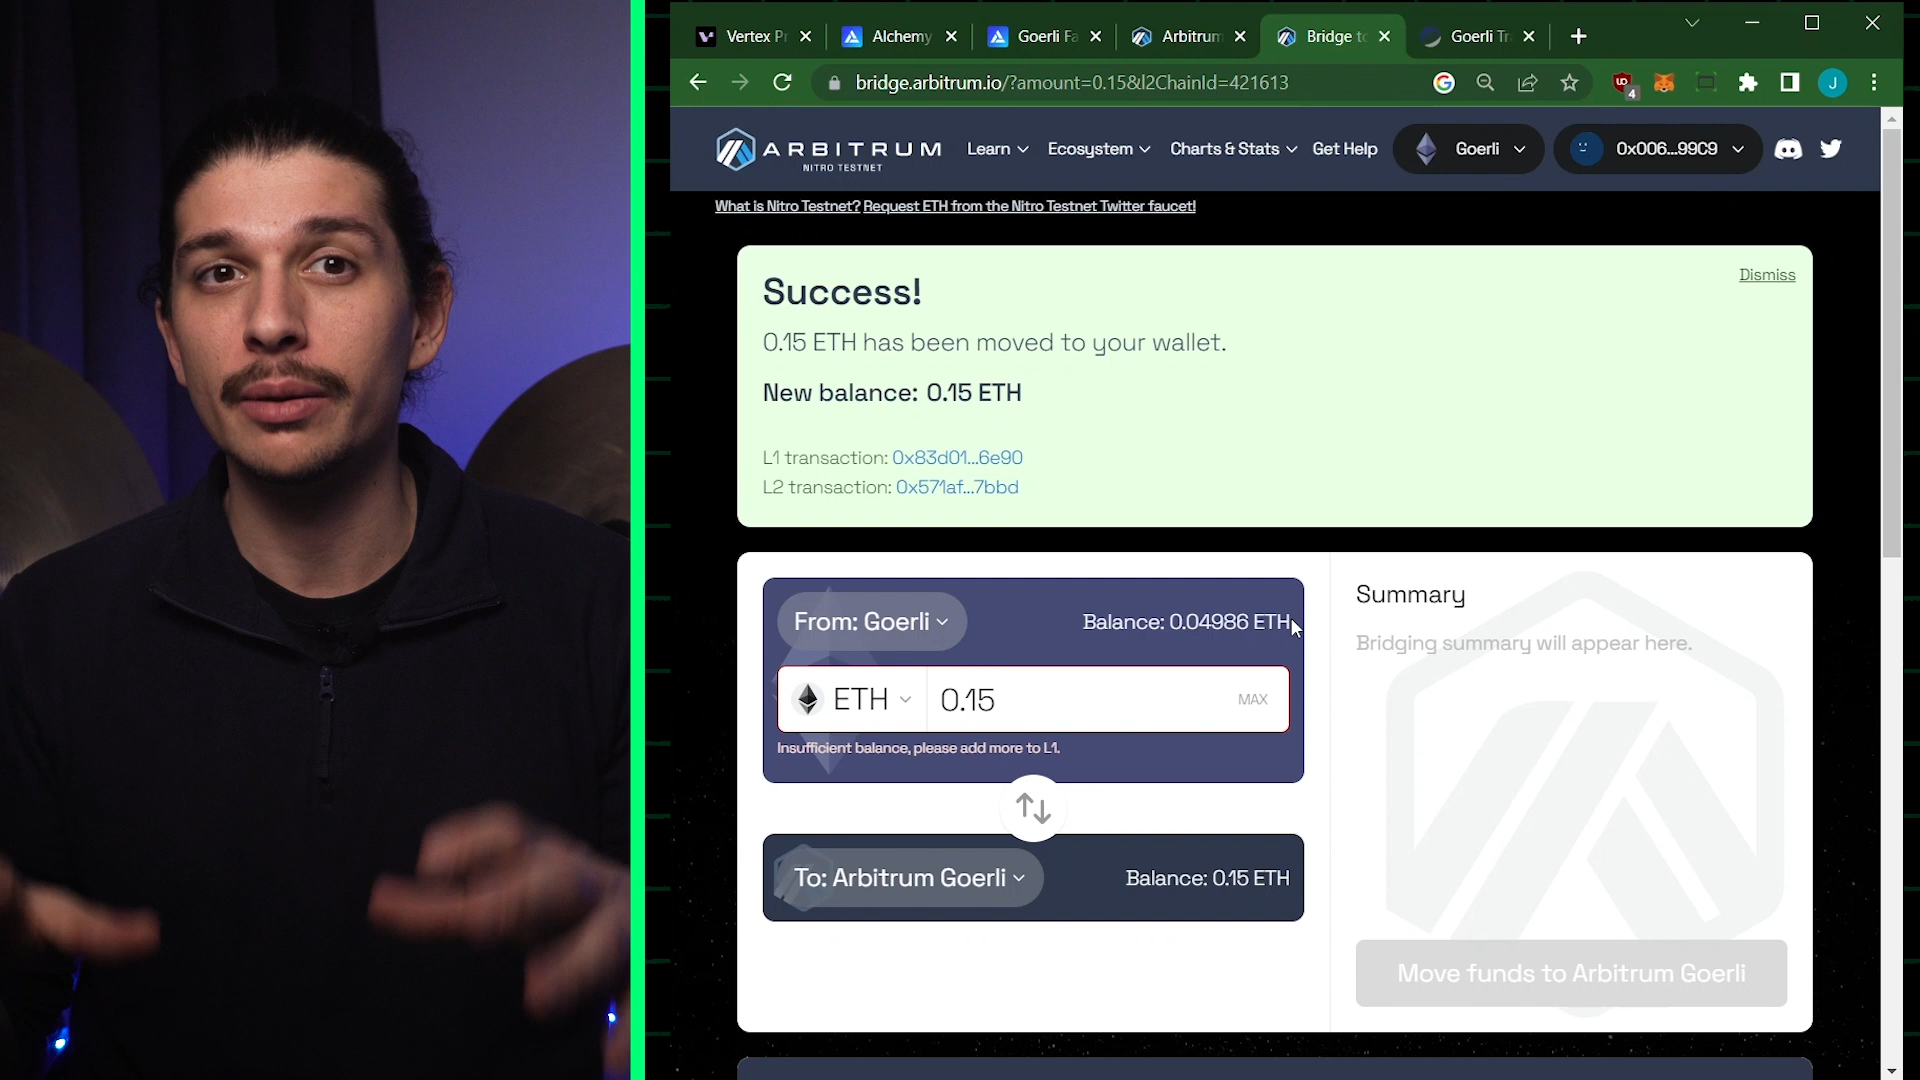 Vertex Pr
Alchemy
Goerli Fa
Arbitrum
Bridge to
Goerli Tr
bridge.arbitrum.io/?amount=0.15&l2ChainId=421613
4
J
ARBITRUM
NITRO TESTNET
Learn
Ecosystem
Charts & Stats
Get Help
Goerli
0x006...99C9
What is Nitro Testnet? Request ETH from the Nitro Testnet Twitter faucet!
Success!
Dismiss
0.15 ETH has been moved to your wallet.
New balance: 0.15 ETH
L1 transaction: 0x83d01...6e90
L2 transaction: 0x571af...7bbd
From: Goerli
Balance: 0.04986 ETH
ETH
0.15
MAX
Insufficient balance, please add more to L1.
To: Arbitrum Goerli
Balance: 0.15 ETH
Summary
Bridging summary will appear here.
Move funds to Arbitrum Goerli